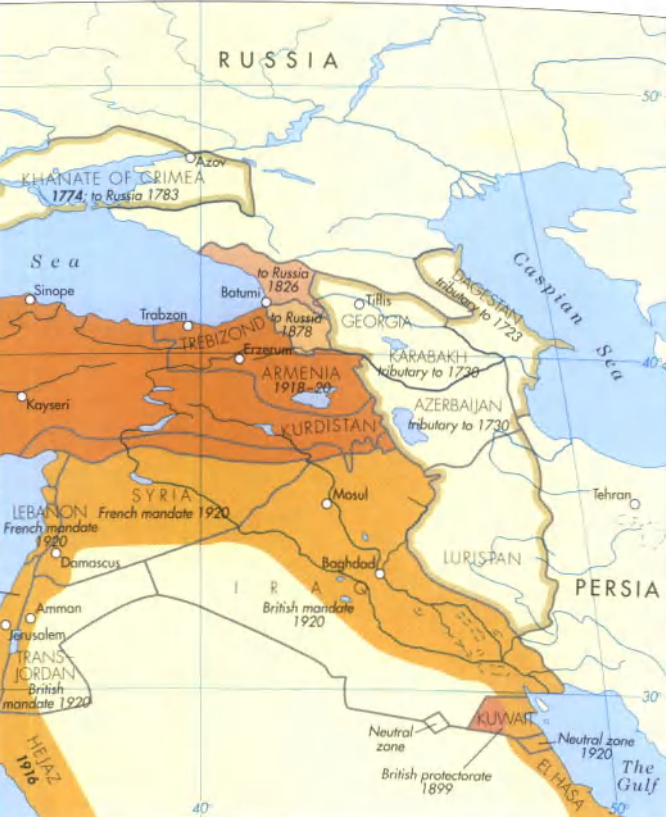 RUSSIA
50°
Azov
KHANATE OF CRIMEA
1774; to Russia 1783
Sea
Sinope
to Russia
1826
Batumi
Tiflis
GEORGIA
DAGESTAN
tributary to 1723
Caspian
Sea
Trabzon
TREBIZOND
to Russia
1878
Erzerum
KARABAKH
tributary to 1730
40°
ARMENIA
1918–20
AZERBAIJAN
tributary to 1730
Kayseri
KURDISTAN
SYRIA
French mandate 1920
Mosul
Tehran
LEBANON
French mandate
1920
Damascus
Baghdad
LURISTAN
PERSIA
IRAQ
British mandate
1920
Amman
Jerusalem
TRANS-
JORDAN
British
mandate 1920
30°
KUWAIT
Neutral
zone
Neutral zone
1920
British protectorate
1899
EL HASA
The
Gulf
HEJAZ
1916
40°
50°